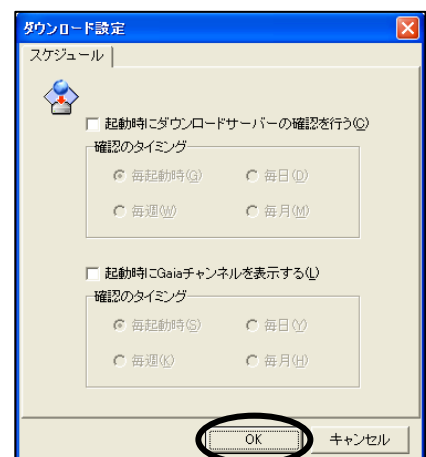 ダウンロード設定
スケジュール
起動時にダウンロードサーバーの確認を行う(C)
確認のタイミング
毎起動時(G) 毎日(D)
毎週(W) 毎月(M)
起動時にGaiaチャンネルを表示する(L)
確認のタイミング
毎起動時(S) 毎日(Y)
毎週(K) 毎月(H)
OK キャンセル